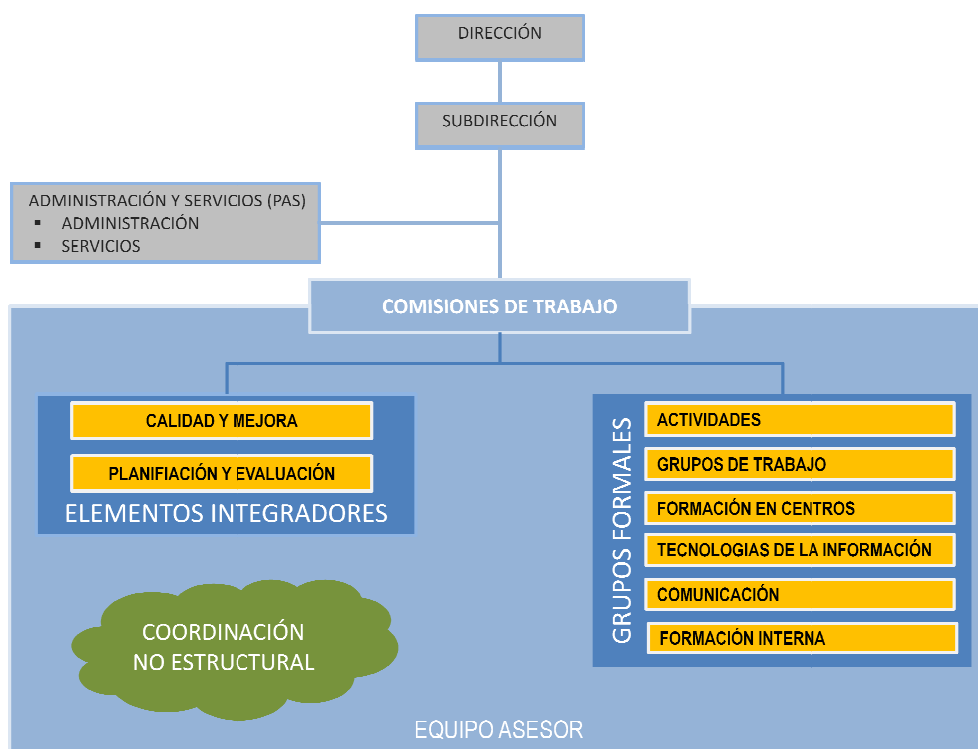 DIRECCIÓN
SUBDIRECCIÓN
ADMINISTRACIÓN Y SERVICIOS (PAS)
▪ ADMINISTRACIÓN
▪ SERVICIOS
COMISIONES DE TRABAJO
CALIDAD Y MEJORA
PLANIFIACIÓN Y EVALUACIÓN
ELEMENTOS INTEGRADORES
GRUPOS FORMALES
ACTIVIDADES
GRUPOS DE TRABAJO
FORMACIÓN EN CENTROS
TECNOLOGIAS DE LA INFORMACIÓN
COMUNICACIÓN
FORMACIÓN INTERNA
COORDINACIÓN
NO ESTRUCTURAL
EQUIPO ASESOR